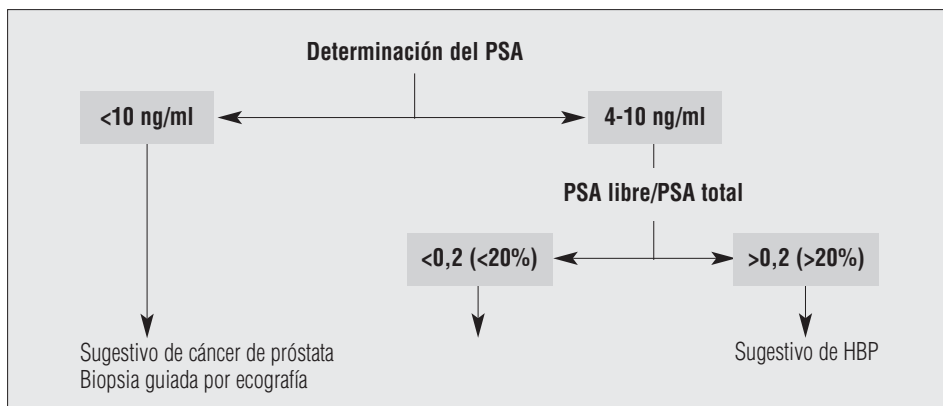 Determinación del PSA
<10 ng/ml
4-10 ng/ml
PSA libre/PSA total
<0,2 (<20%)
>0,2 (>20%)
Sugestivo de cáncer de próstata
Biopsia guiada por ecografía
Sugestivo de HBP